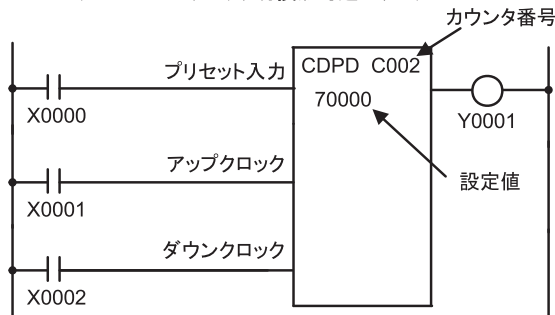 カウンタ番号
プリセット入力
CDPD C002
70000
X0000
Y0001
アップクロック
設定値
X0001
ダウンクロック
X0002